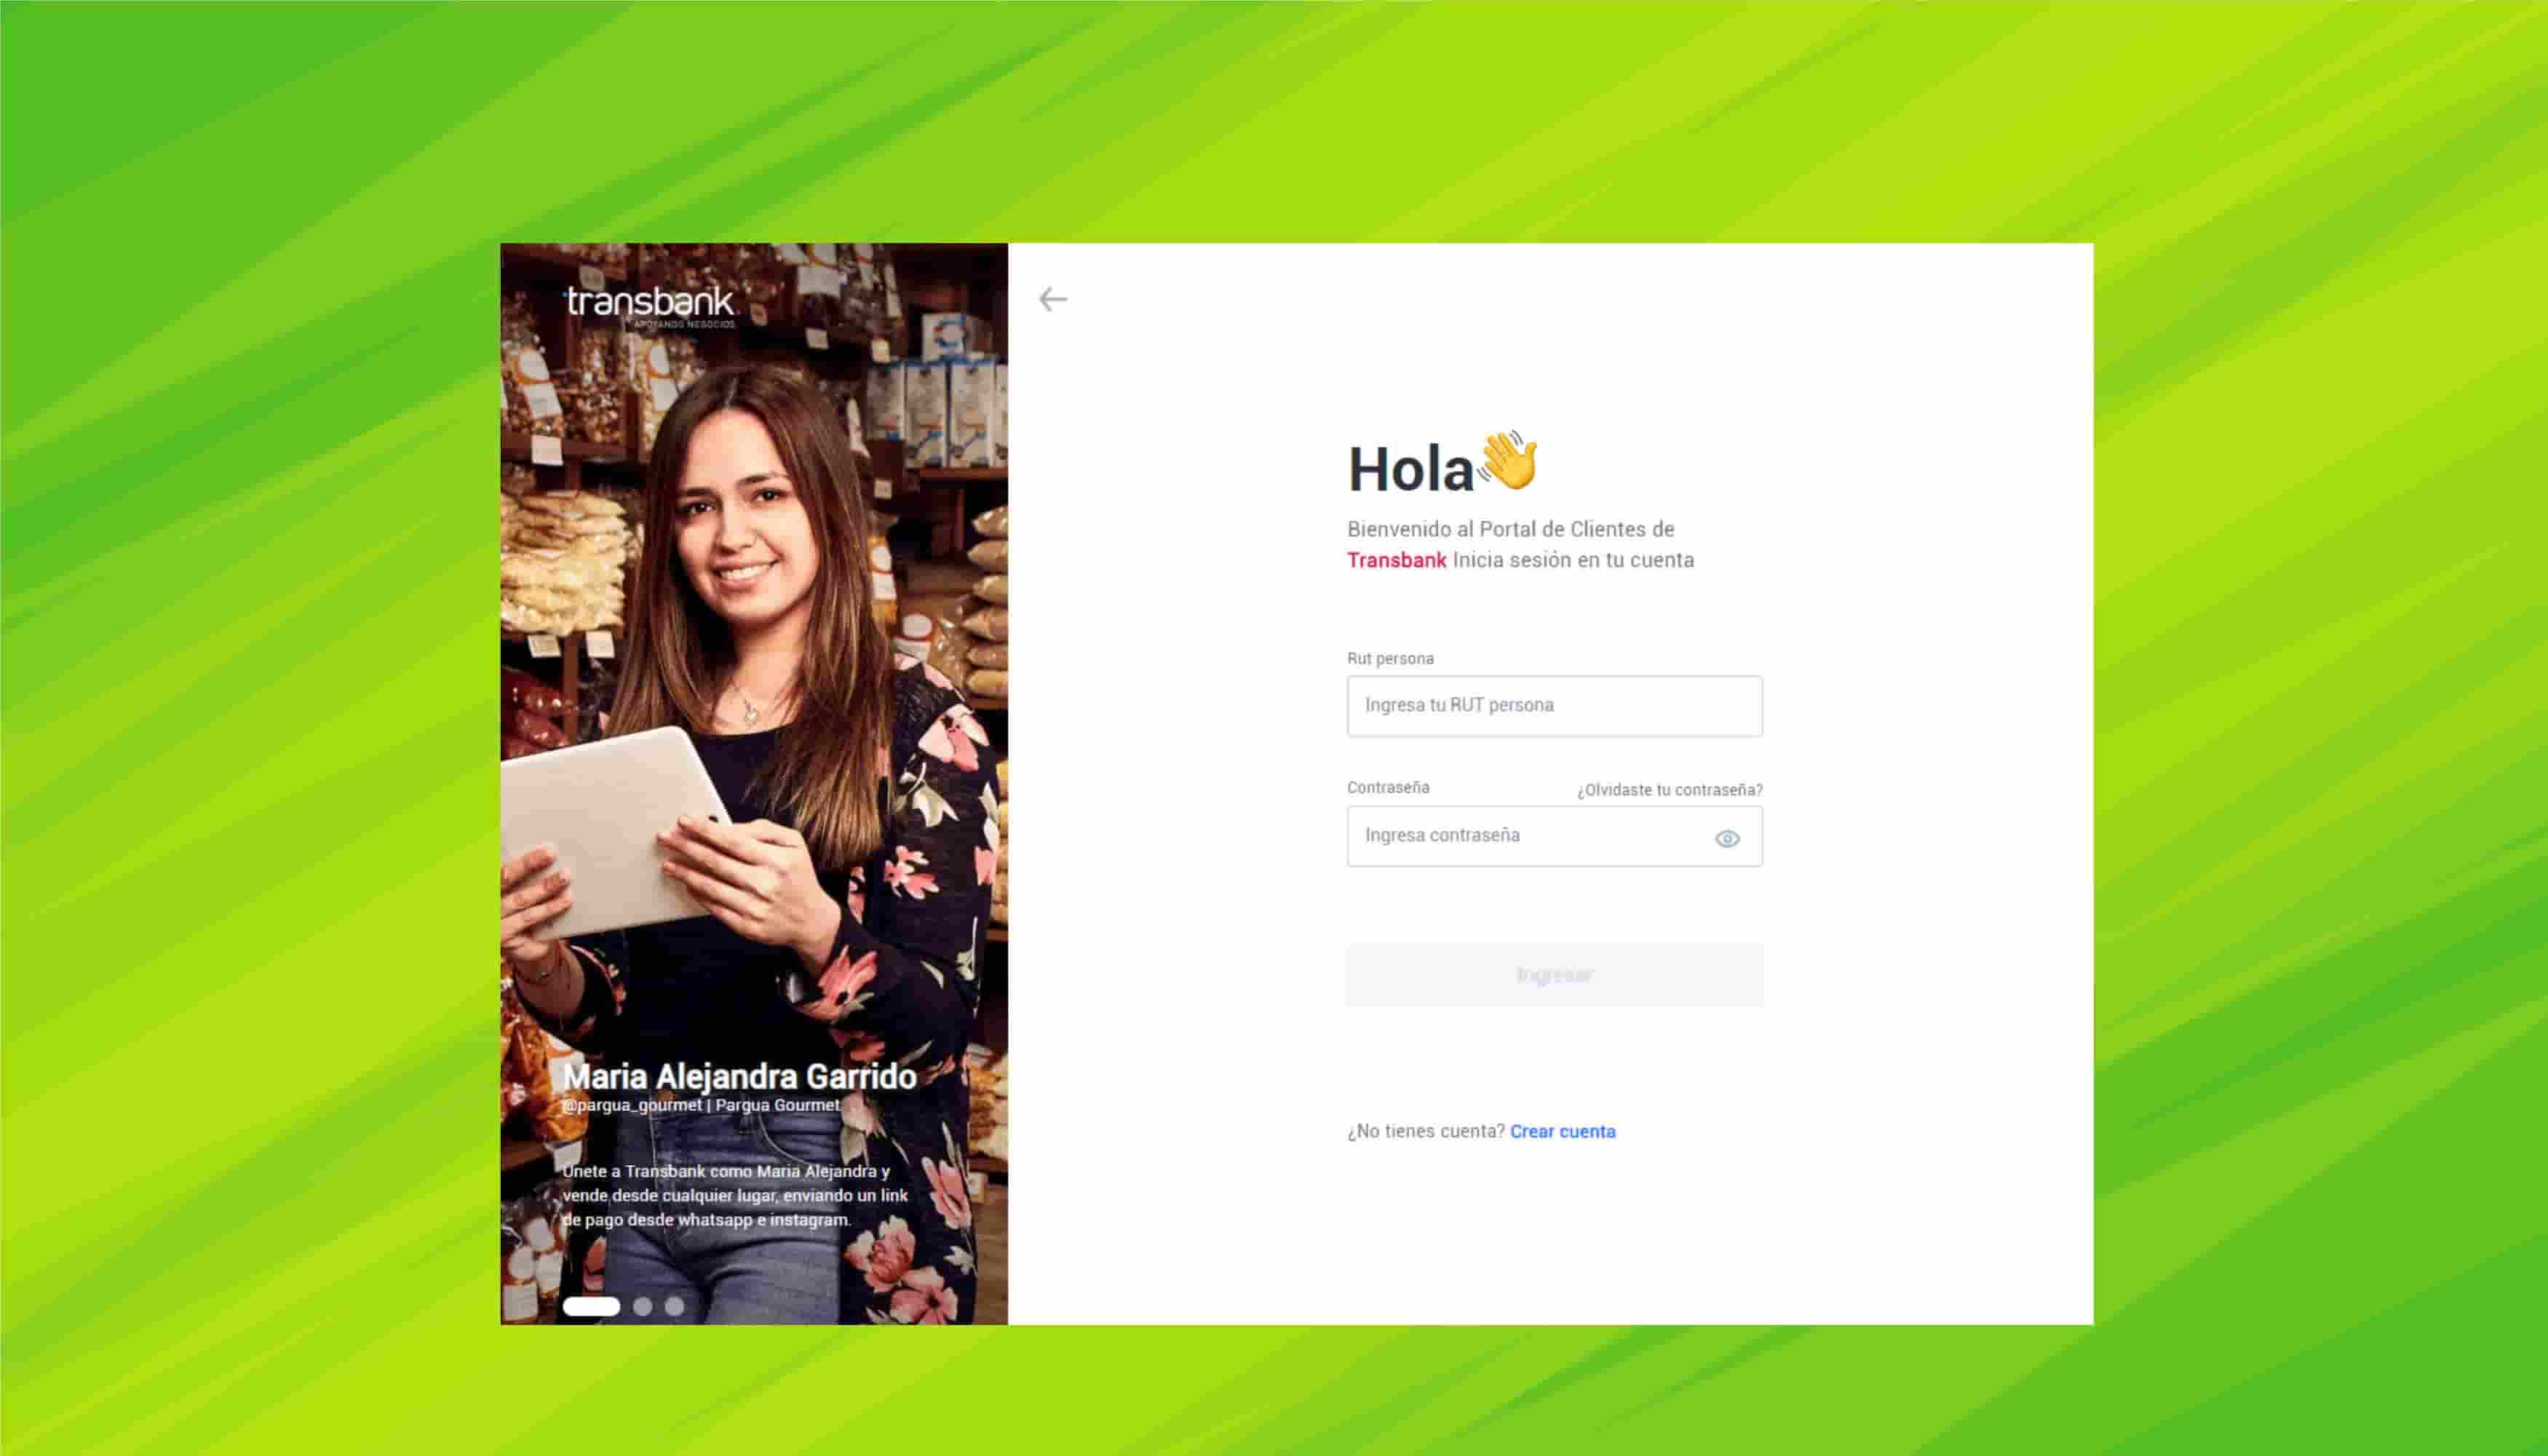 transbank
APOYANDO NEGOCIOS
Maria Alejandra Garrido
@pargua_gourmet | Pargua Gourmet
Únete a Transbank como Maria Alejandra y
vende desde cualquier lugar, enviando un link
de pago desde whatsapp e instagram.
Hola👋
Bienvenido al Portal de Clientes de
Transbank Inicia sesión en tu cuenta
Rut persona
Ingresa tu RUT persona
Contraseña ¿Olvidaste tu contraseña?
Ingresa contraseña
Ingresar
¿No tienes cuenta? Crear cuenta